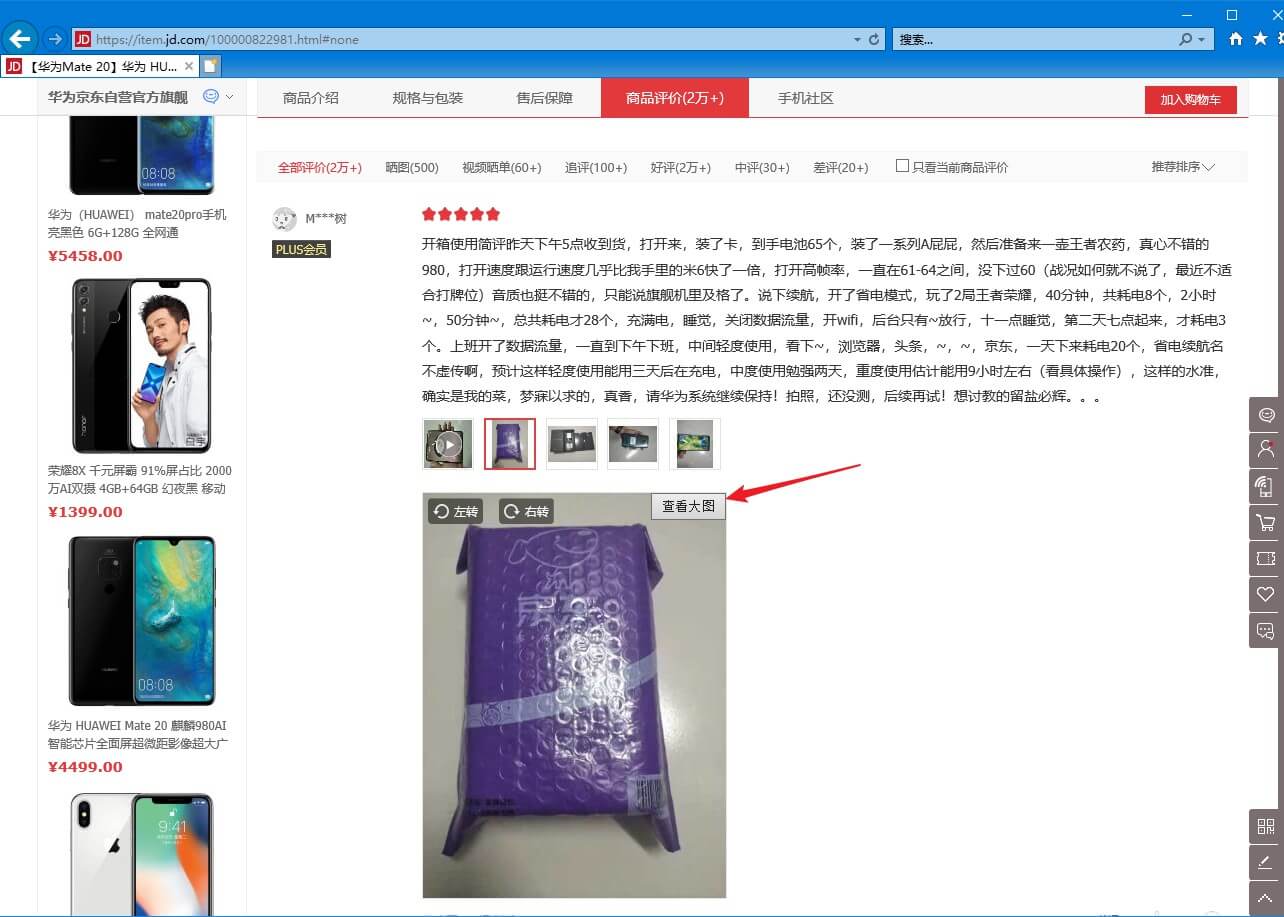 JD https://item.jd.com/100000822981.html#none
搜索...
JD 【华为Mate 20】华为 HU...
华为京东自营官方旗舰
商品介绍 规格与包装 售后保障 商品评价(2万+) 手机社区 加入购物车
全部评价(2万+) 晒图(500) 视频晒单(60+) 追评(100+) 好评(2万+) 中评(30+) 差评(20+) 只看当前商品评价 推荐排序
08:08
华为（HUAWEI） mate20pro手机
亮黑色 6G+128G 全网通
¥5458.00
honor
荣耀8X 千元屏霸 91%屏占比 2000
万AI双摄 4GB+64GB 幻夜黑 移动
¥1399.00
HUAWEI
08:08
华为 HUAWEI Mate 20 麒麟980AI
智能芯片全面屏超微距影像超大广
¥4499.00
9:41
M***树
PLUS会员
开箱使用简评昨天下午5点收到货，打开来，装了卡，到手电池65个，装了一系列A屁屁，然后准备来一壶王者农药，真心不错的
980，打开速度跟运行速度几乎比我手里的米6快了一倍，打开高帧率，一直在61-64之间，没下过60（战况如何就不说了，最近不适
合打牌位）音质也挺不错的，只能说旗舰机里及格了。说下续航，开了省电模式，玩了2局王者荣耀，40分钟，共耗电8个，2小时
~，50分钟~，总共耗电才28个，充满电，睡觉，关闭数据流量，开wifi，后台只有~放行，十一点睡觉，第二天七点起来，才耗电3
个。上班开了数据流量，一直到下午下班，中间轻度使用，看下~，浏览器，头条，~，~，京东，一天下来耗电20个，省电续航名
不虚传啊，预计这样轻度使用能用三天后在充电，中度使用勉强两天，重度使用估计能用9小时左右（看具体操作），这样的水准，
确实是我的菜，梦寐以求的，真香，请华为系统继续保持！拍照，还没测，后续再试！想讨教的留盐必辉。。。
左转 右转 查看大图